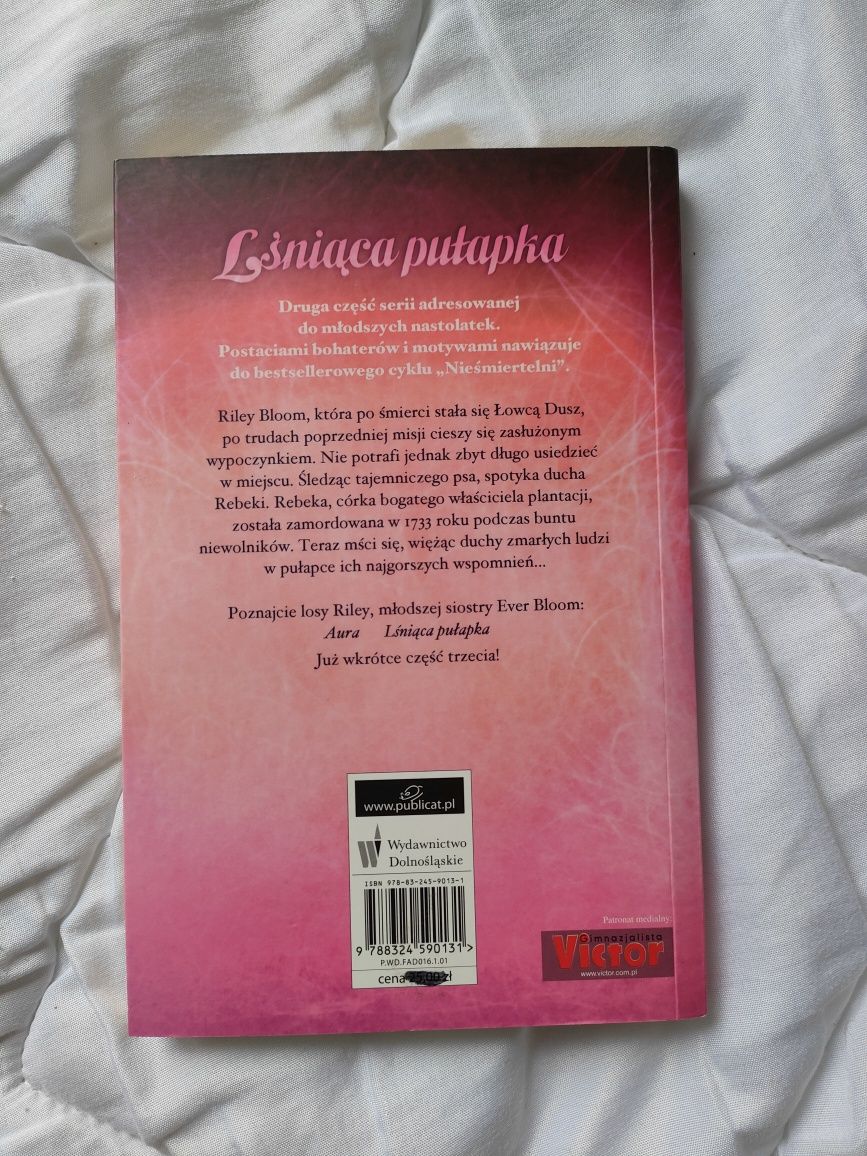 Lśniąca pułapka
Druga część serii adresowanej
do młodszych nastolatek.
Postaciami bohaterów i motywami nawiązuje
do bestsellerowego cyklu „Nieśmiertelni”.
Riley Bloom, która po śmierci stała się Łowcą Dusz,
po trudach poprzedniej misji cieszy się zasłużonym
wypoczynkiem. Nie potrafi jednak zbyt długo usiedzieć
w miejscu. Śledząc tajemniczego psa, spotyka ducha
Rebeki. Rebeka, córka bogatego właściciela plantacji,
została zamordowana w 1733 roku podczas buntu
niewolników. Teraz mści się, więżąc duchy zmarłych ludzi
w pułapce ich najgorszych wspomnień...
Poznajcie losy Riley, młodszej siostry Ever Bloom:
Aura Lśniąca pułapka
Już wkrótce część trzecia!
www.publicat.pl
Wydawnictwo
Dolnośląskie
ISBN 978-83-245-9013-1
9 788324 590131 >
P.WD.FAD016.1.01
cena 25,00 zł
Patronat medialny:
Gimnazjalista
Victor
www.victor.com.pl